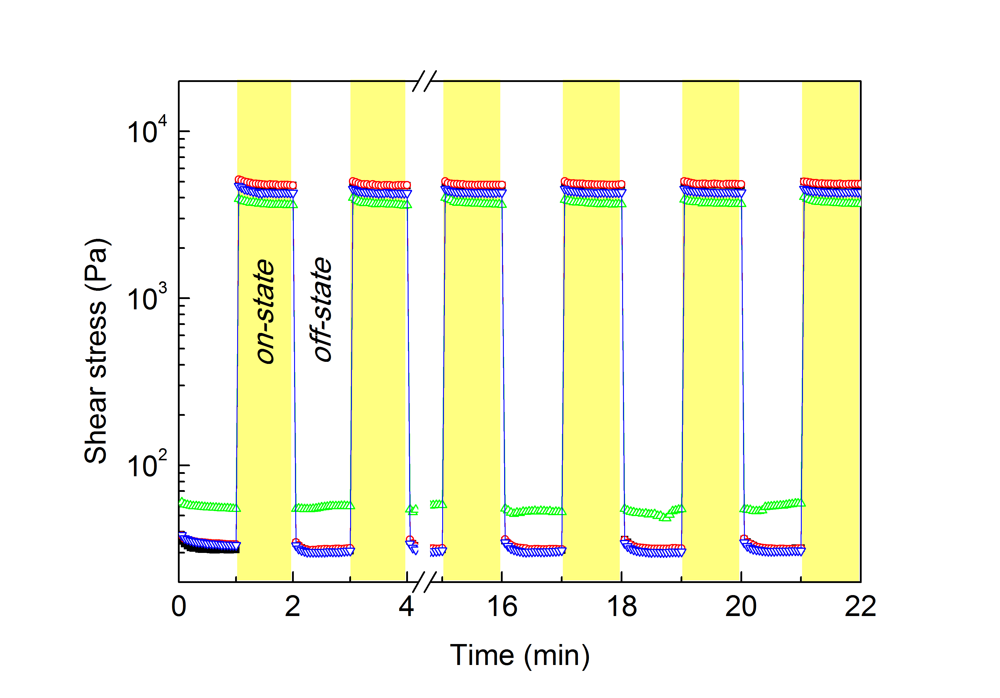 10^4
10^3
10^2
Shear stress (Pa)
on-state
off-state
0 2 4 16 18 20 22
Time (min)